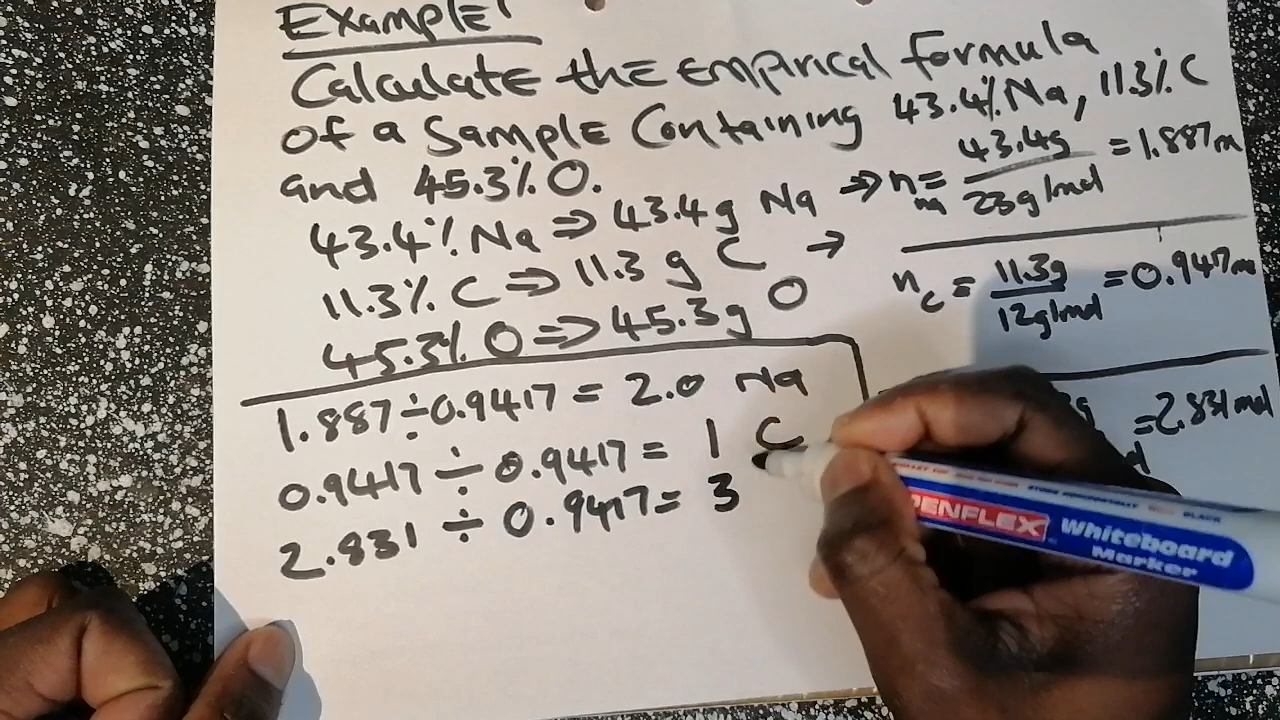 Example!
Calculate the empirical formula
of a Sample Containing 43.4% Na, 11.3% C
and 45.3% O.
43.4% Na ⇒ 43.4g Na ⇒ n na = 43.4g / 23g/mol = 1.887m
11.3% C ⇒ 11.3 g C → n c = 11.3g / 12g/mol = 0.9417mo
45.3% O ⇒ 45.3g O
=2.831mol
1.887 ÷ 0.9417 = 2.0 Na
0.9417 ÷ 0.9417 = 1 C
2.831 ÷ 0.9417 = 3
PENFLEX Whiteboard
Marker